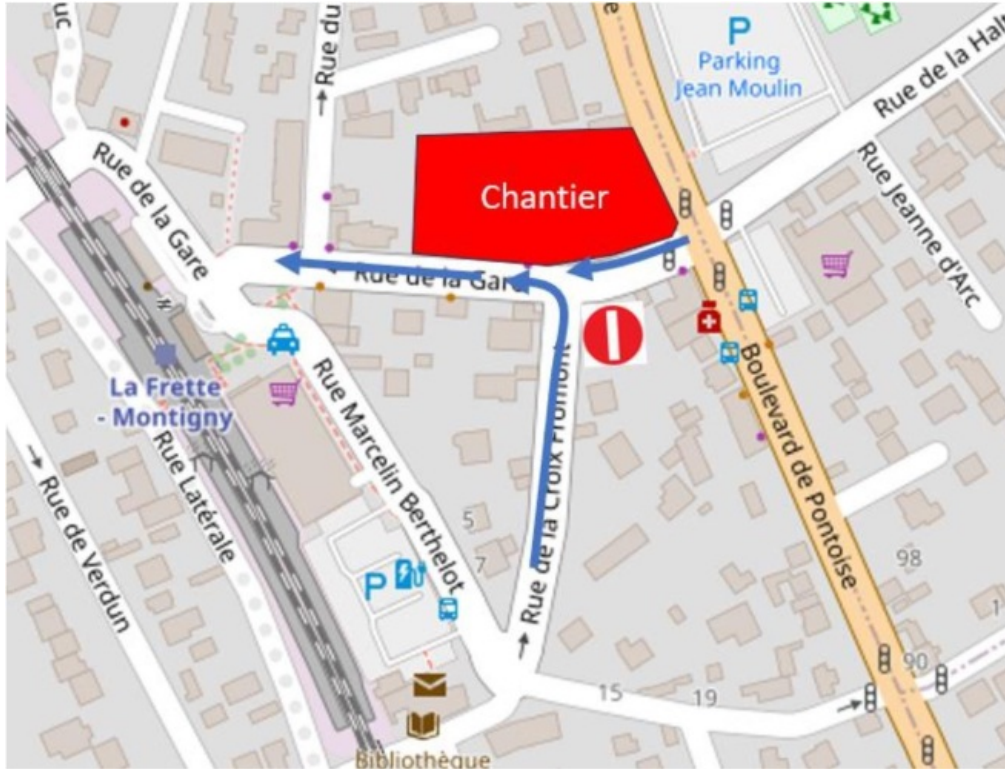 Rue du
P
Parking
Jean Moulin
Rue de la
Rue de la Gare
Chantier
Rue Jeanne d'Arc
Rue de la Gare
La Frette
- Montigny
Rue Marcelin Berthelot
Rue de la Croix Fromont
Boulevard de Pontoise
Rue Latérale
Rue de Verdun
5
7
P
98
90
15
19
Bibliothèque